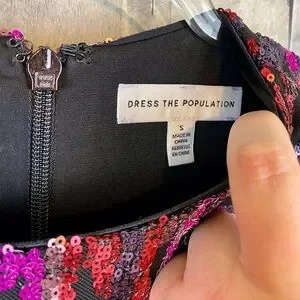 DRESS THE POPULATION
S
MADE IN
CHINA
FABRIQUÉ
EN CHINE